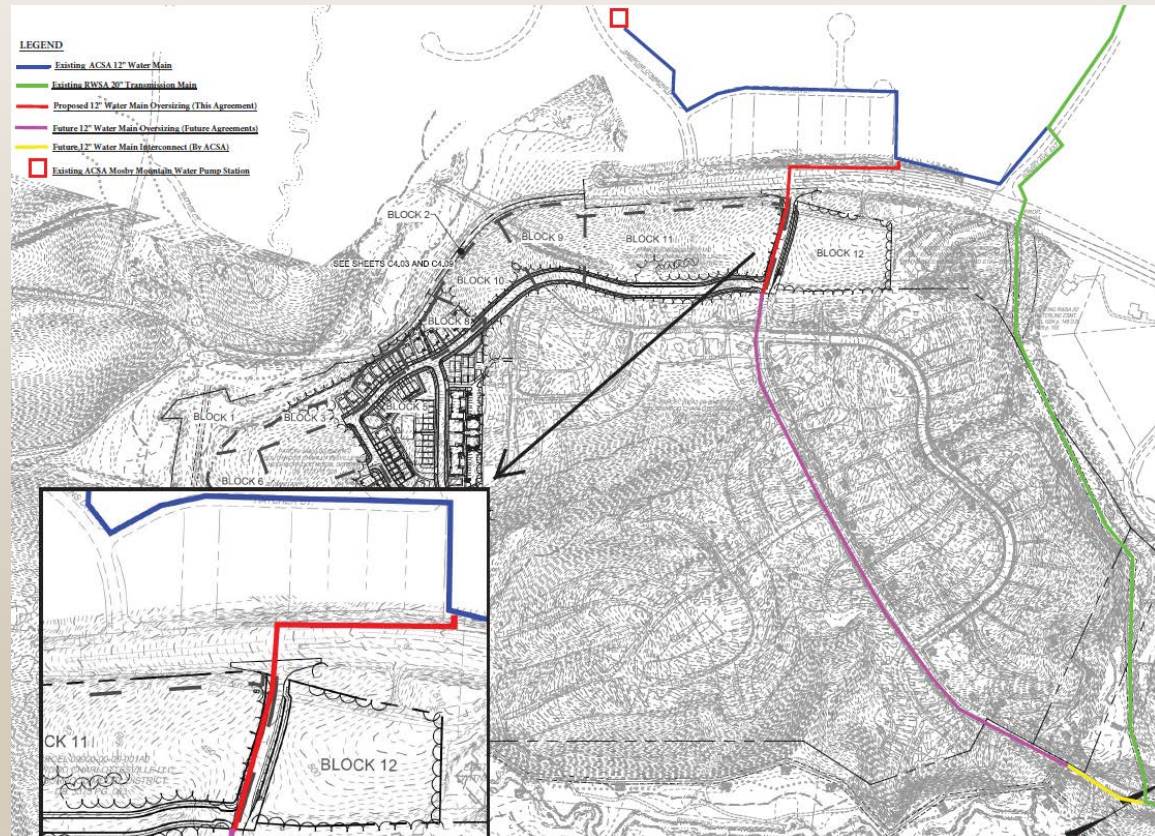 LEGEND
Existing ACSA 12" Water Main
Existing RWSA 20" Transmission Main
Proposed 12" Water Main Oversizing (This Agreement)
Future 12" Water Main Oversizing (Future Agreements)
Future 12" Water Main Interconnect (By ACSA)
Existing ACSA Mosby Mountain Water Pump Station
BLOCK 2
SEE SHEETS C4.03 AND C4.09
BLOCK 9
BLOCK 11
BLOCK 12
BLOCK 10
BLOCK 8
BLOCK 1
BLOCK 3
BLOCK 5
BLOCK 6
CK 11
BLOCK 12